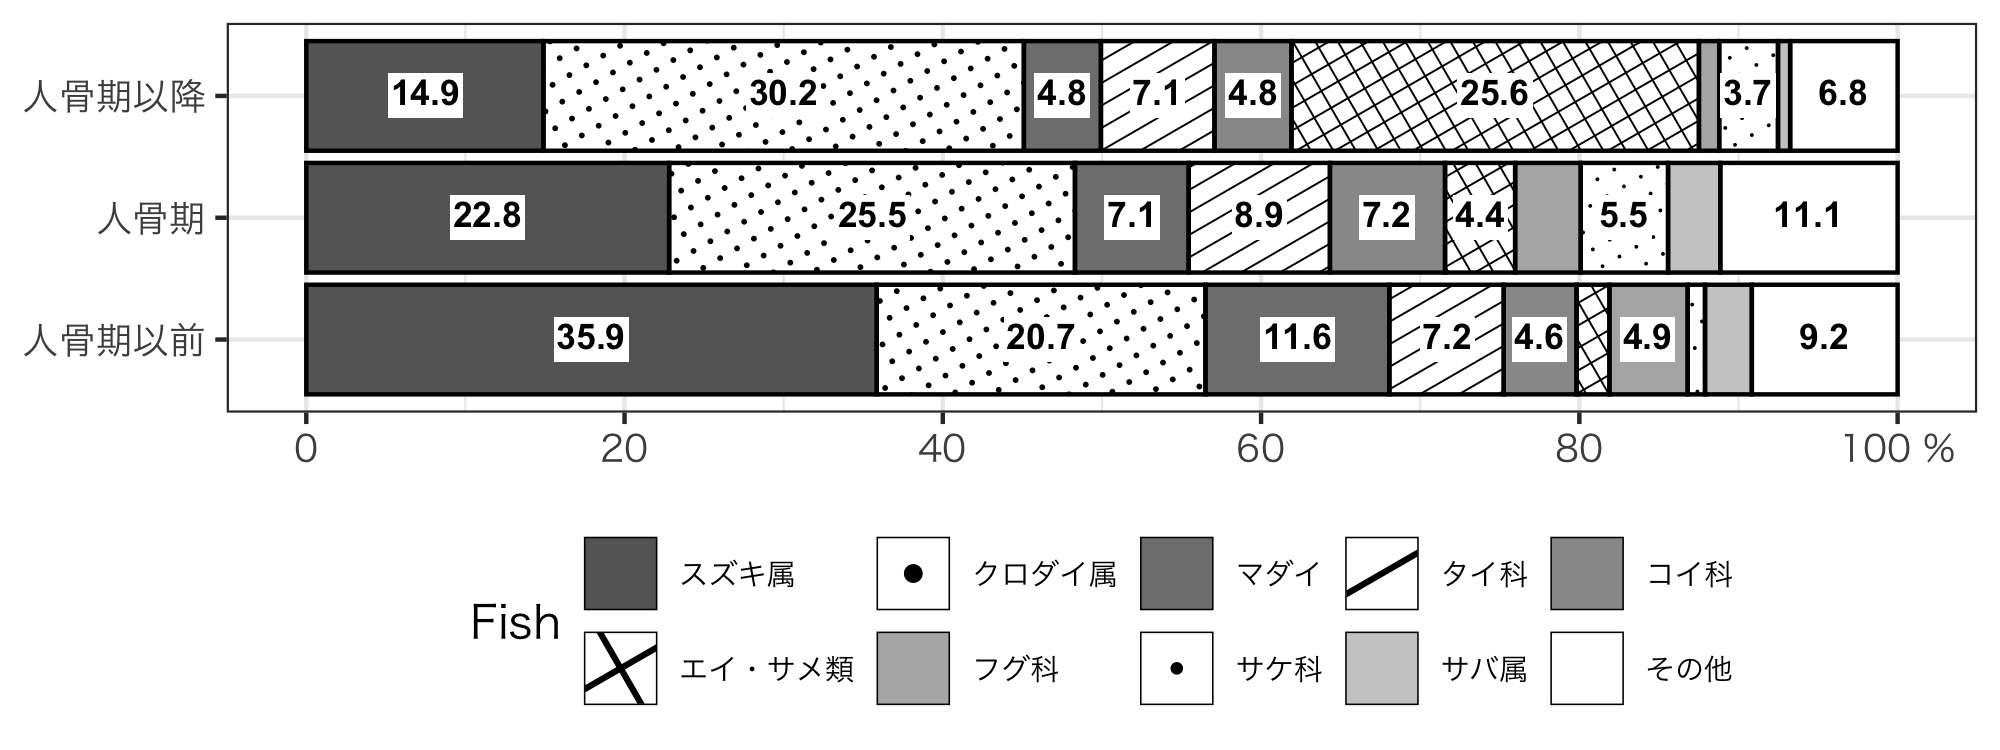 人骨期以降 14.9 30.2 4.8 7.1 4.8 25.6 3.7 6.8
人骨期 22.8 25.5 7.1 8.9 7.2 4.4 5.5 11.1
人骨期以前 35.9 20.7 11.6 7.2 4.6 4.9 9.2
0 20 40 60 80 100 %
Fish
スズキ属 クロダイ属 マダイ タイ科 コイ科
エイ・サメ類 フグ科 サケ科 サバ属 その他